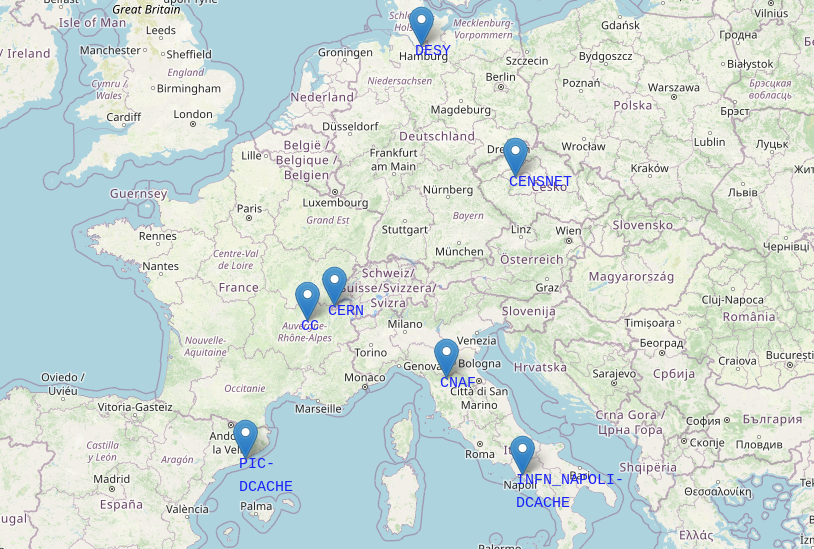 Great Britain
Isle of Man
Leeds
Manchester
Sheffield
England
Cymru /
Wales
Birmingham
Cardiff
London
Groningen
Nederland
Hamburg
DESY
Mecklenburg-
Vorpommern
Szczecin
Gdańsk
Bydgoszcz
Vilnius
Гродна
Białystok
Брэсцкая
вобласць
Niedersachsen
Berlin
Poznań
Warszawa
Polska
Брэст
Magdeburg
Düsseldorf
Deutschland
Lille
België /
Belgique /
Belgien
Frankfurt
am Main
Wrocław
Lublin
Луцьк
CENSNET
Česko
Kraków
Львів
Guernsey
Luxembourg
Nürnberg
Paris
Grand Est
Bayern
Stuttgart
Linz
Wien
Slovensko
Rennes
Nantes
Centre-Val
de Loire
München
Österreich
Чернівці
France
Schweiz/
Suisse/Svizzera/
Svizra
Graz
Magyarország
Cluj-Napoca
România
CC
CERN
Auvergne-
Rhône-Alpes
Milano
Slovenija
Timișoara
Nouvelle-
Aquitaine
Torino
Venezia
Београд
Craiova
București
Genova
Bologna
Hrvatska
Sarajevo
Србија
CNAF
Città di San
Marino
Oviedo /
Uviéu
Occitanie
Monaco
Marseille
Vitoria-Gasteiz
Crna Gora /
Црна Гора
София
България
Скопје
Пловдив
Andorra
la Vella
Castilla
y León
Aragón
Roma
PIC-
DCACHE
Madrid
España
València
Palma
Napoli
Bari
INFN_NAPOLI-
DCACHE
Shqipëria
Θεσσαλονίκη
Ελλάς
Palermo